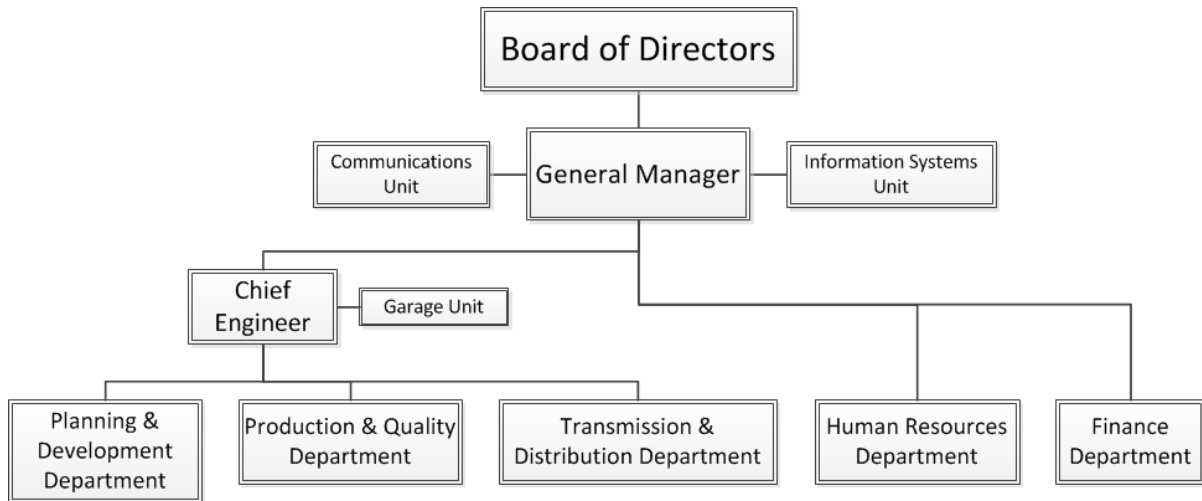 Board of Directors
Communications
Unit
General Manager
Information Systems
Unit
Chief
Engineer
Garage Unit
Planning &
Development
Department
Production & Quality
Department
Transmission &
Distribution Department
Human Resources
Department
Finance
Department